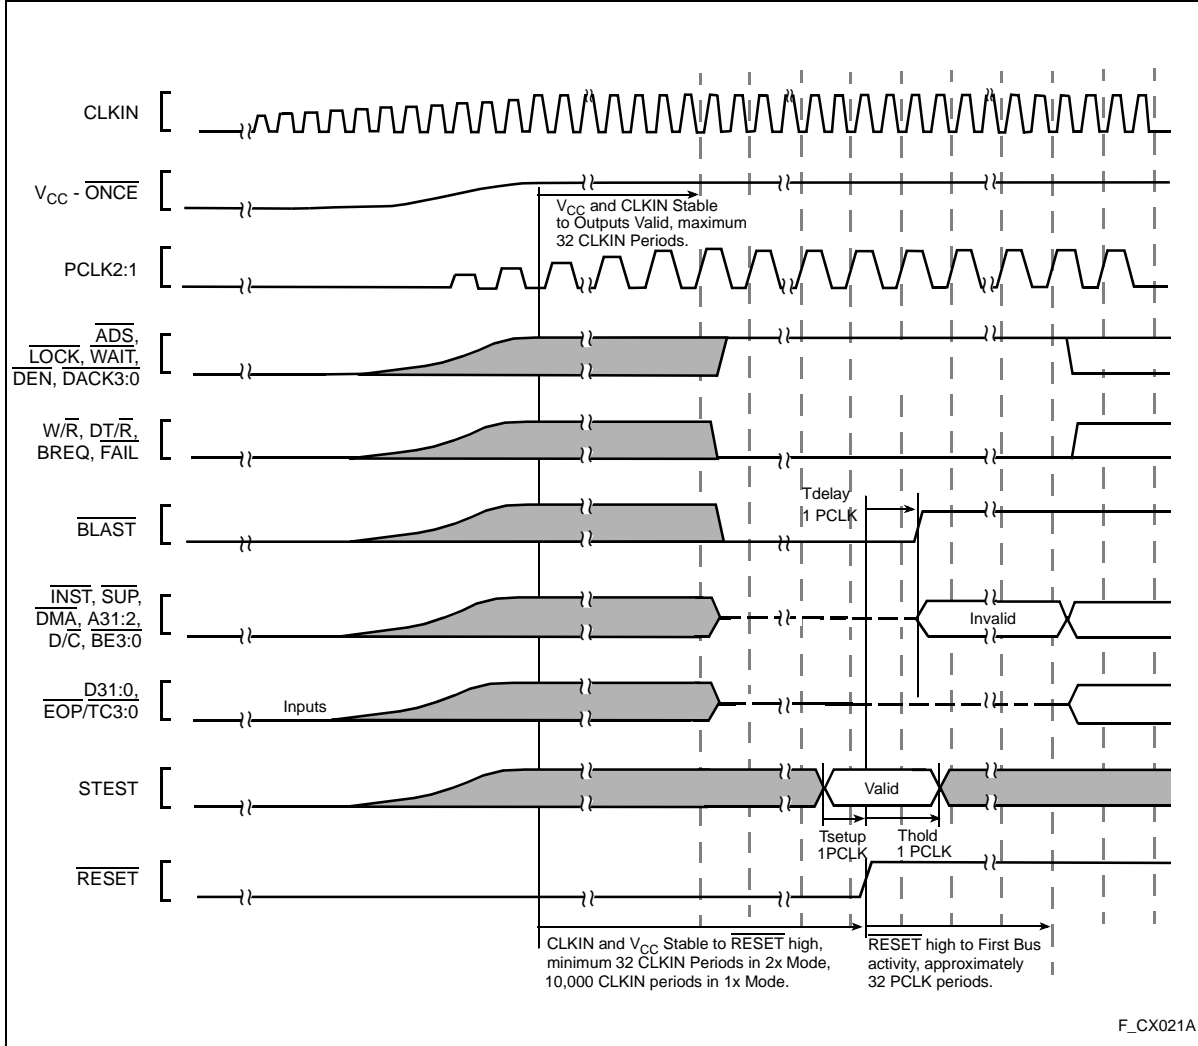 CLKIN
VCC - ONCE
VCC and CLKIN Stable
to Outputs Valid, maximum
32 CLKIN Periods.
PCLK2:1
ADS,
LOCK, WAIT,
DEN, DACK3:0
W/R, DT/R,
BREQ, FAIL
Tdelay
1 PCLK
BLAST
INST, SUP,
DMA, A31:2,
D/C, BE3:0
Invalid
D31:0,
EOP/TC3:0
Inputs
STEST
Valid
Tsetup
1PCLK
Thold
1 PCLK
RESET
CLKIN and VCC Stable to RESET high,
minimum 32 CLKIN Periods in 2x Mode,
10,000 CLKIN periods in 1x Mode.
RESET high to First Bus
activity, approximately
32 PCLK periods.
F_CX021A